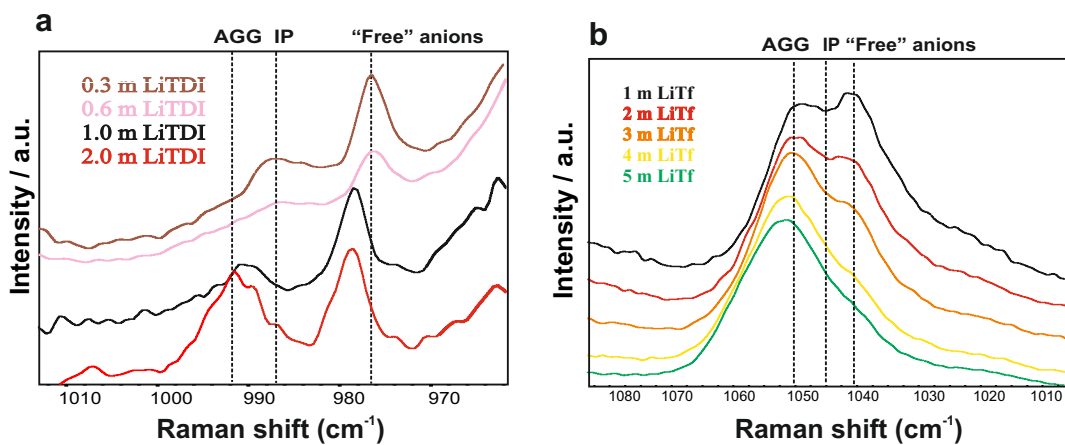 a
AGG IP “Free” anions
0.3 m LiTDI
0.6 m LiTDI
1.0 m LiTDI
2.0 m LiTDI
Intensity / a.u.
1010 1000 990 980 970
Raman shift (cm-1)
b
AGG IP “Free” anions
1 m LiTf
2 m LiTf
3 m LiTf
4 m LiTf
5 m LiTf
Intensity / a.u.
1080 1070 1060 1050 1040 1030 1020 1010
Raman shift (cm-1)